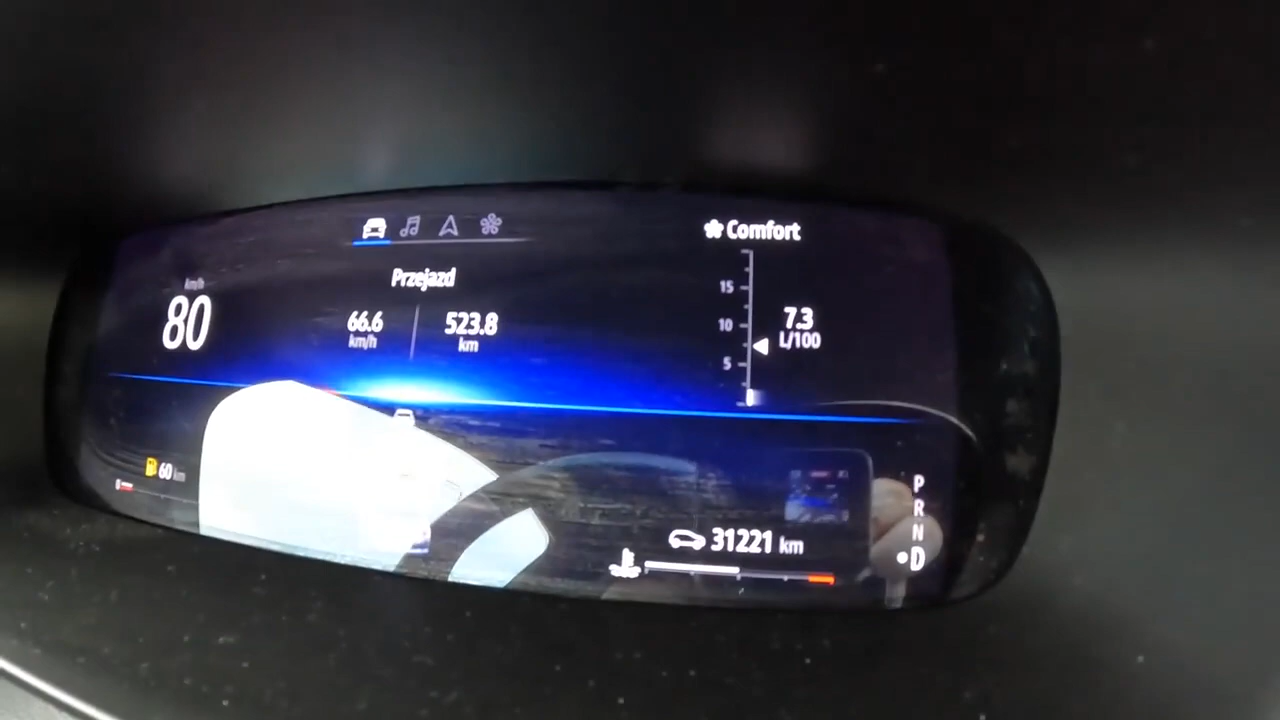 km/h
80
Przejazd
66.6
km/h
523.8
km
Comfort
15
10
5
7.3
L/100
60 km
31221 km
P
R
N
D